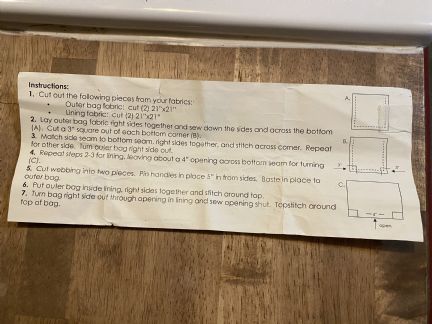 Instructions:
1. Cut out the following pieces from your fabrics:
• Outer bag fabric: cut (2) 21"x21"
• Lining fabric: cut (2) 21"x21"
2. Lay outer bag fabric right sides together and sew down the sides and across the bottom
(A). Cut a 3" square out of each bottom corner (B).
3. Match side seam to bottom seam, right sides together, and stitch across corner. Repeat
for other side. Turn outer bag right side out.
4. Repeat steps 2-3 for lining, leaving about a 4" opening across bottom seam for turning
(C).
5. Cut webbing into two pieces. Pin handles in place 5" in from sides. Baste in place to
outer bag.
6. Put outer bag inside lining, right sides together and stitch around top.
7. Turn bag right side out through opening in lining and sew opening shut. Topstitch around
top of bag.
A.
B.
3"
C.
open